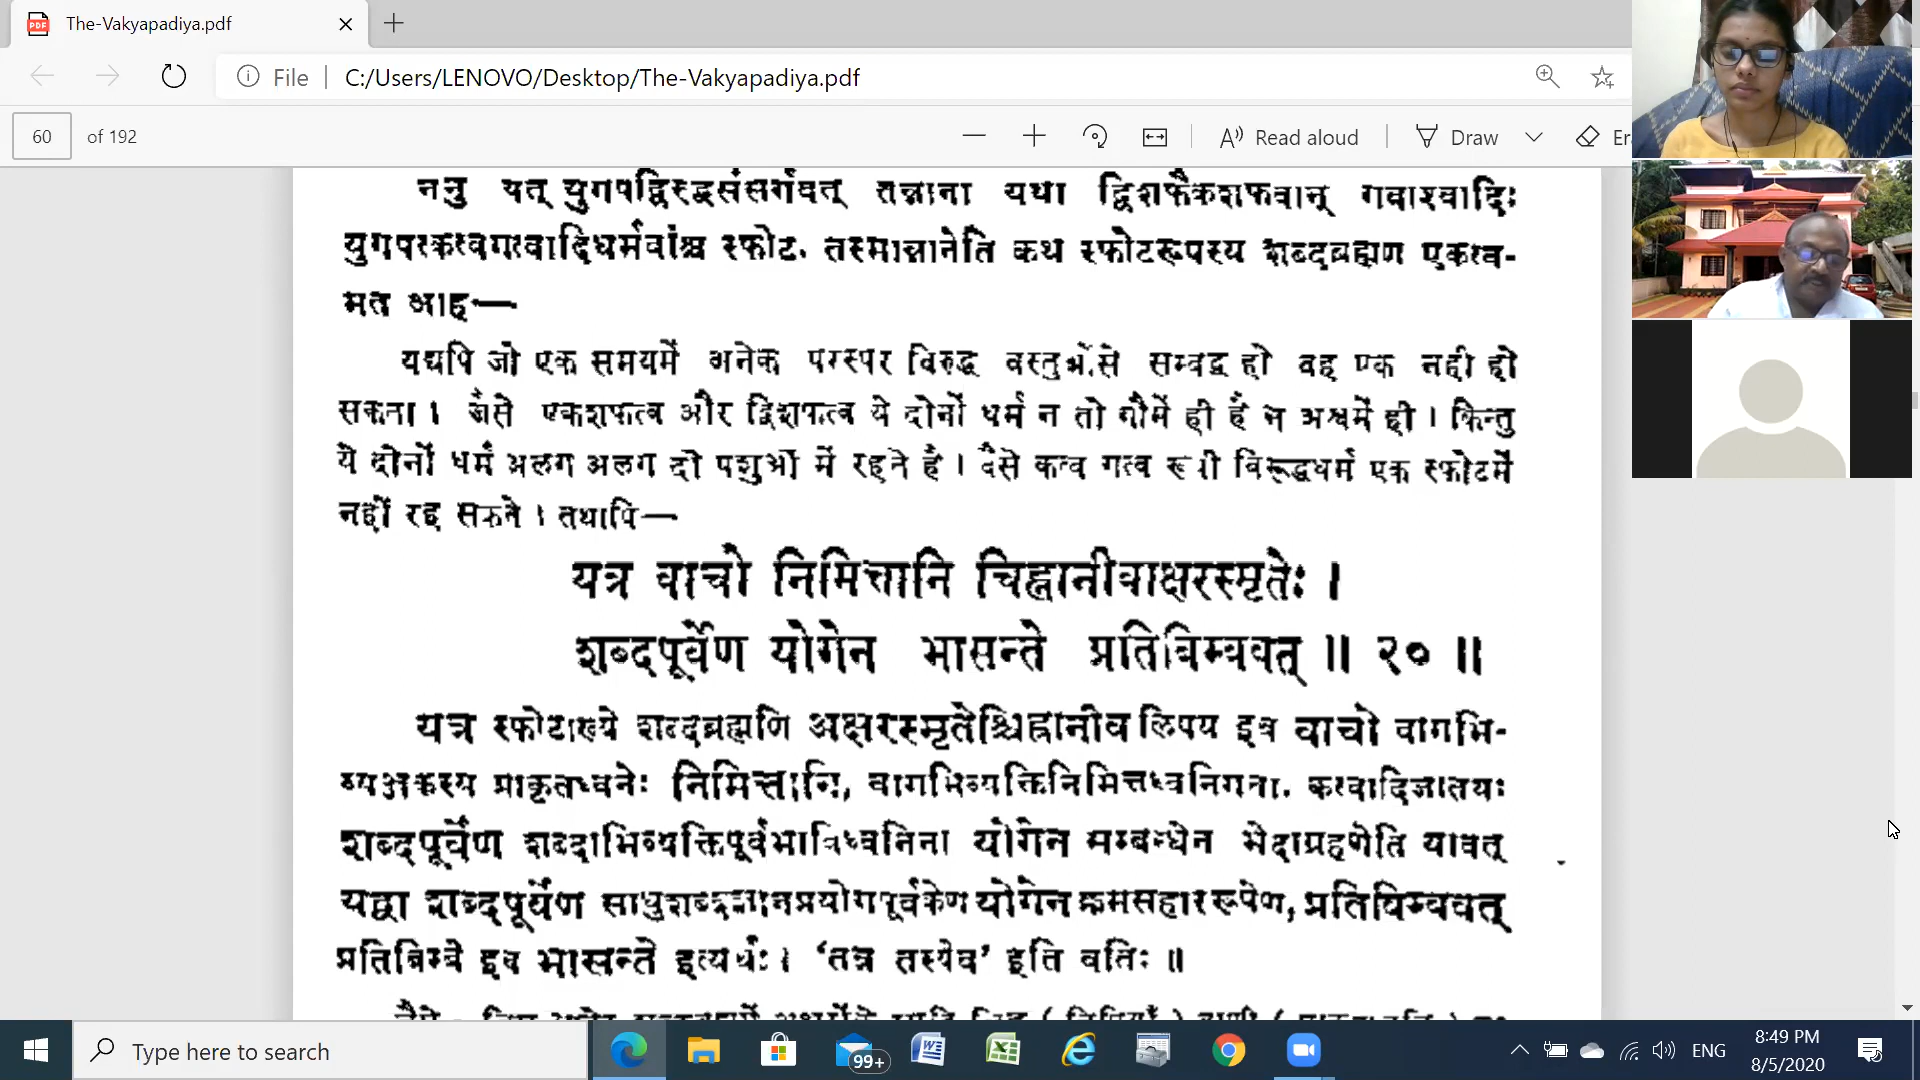 The-Vakyapadiya.pdf
File | C:/Users/LENOVO/Desktop/The-Vakyapadiya.pdf
60 of 192
Read aloud
Draw
Er
ननु यत् युगपद्विरुद्धसंसर्गवत् तन्नाना यथा द्विशफैकशफवान् गवाश्वादिः
युगपत्कत्वगत्वादिधर्मवांश्च स्फोट. तस्मान्नानेति कथ स्फोटरूपस्य शब्दब्रह्मण एकत्व-
मत आह—
यद्यपि जो एक समयमें अनेक परस्पर विरुद्ध वस्तुओंसे सम्बद्ध हो वह एक नही हो
सकता । जैसे एकशफत्व और द्विशफत्व ये दोनों धर्म न तो गौमें ही हैं न अश्वमें ही । किन्तु
ये दोनों धर्म अलग अलग दो पशुओं में रहते हैं । वैसे कत्व गत्व रूपी विरूद्धधर्म एक स्फोटमें
नहीं रह सकते । तथापि—
यत्र वाचो निमित्तानि चिह्नानीवाक्षरस्मृतेः ।
शब्दपूर्वेण योगेन भासन्ते प्रतिबिम्बवत् ॥ २० ॥
यत्र स्फोटाख्ये शब्दब्रह्मणि अक्षरस्मृतेश्चिह्नानीव लिपय इव वाचो वागभि-
व्यञ्जकस्य प्राकृतध्वनेः निमित्तानि, वागभिव्यक्तिनिमित्तध्वनिगता. कत्वादिजातयः
शब्दपूर्वेण शब्दाभिव्यक्तिपूर्वभाविध्वनिना योगेन सम्बन्धेन भेदाग्रहणेति यावत्
यद्वा शब्दपूर्वेण साधुशब्दज्ञानप्रयोगपूर्वकेण योगेन क्रमसंहाररूपेण, प्रतिबिम्बवत्
प्रतिबिम्बे इव भासन्ते इत्यर्थः । ‘तत्र तस्येव’ इति वतिः ॥
Type here to search
99+
ENG
8:49 PM
8/5/2020